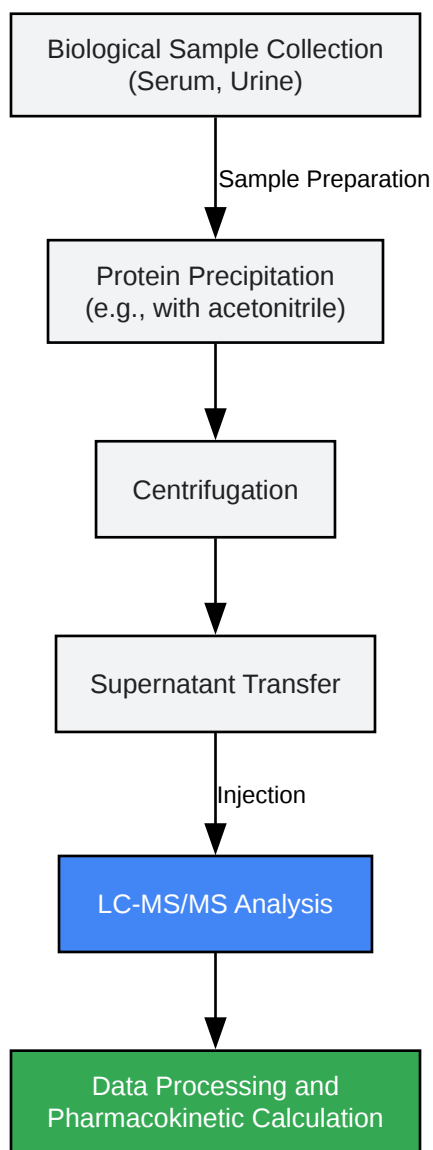 Biological Sample Collection
(Serum, Urine)
Sample Preparation
Protein Precipitation
(e.g., with acetonitrile)
Centrifugation
Supernatant Transfer
Injection
LC-MS/MS Analysis
Data Processing and
Pharmacokinetic Calculation